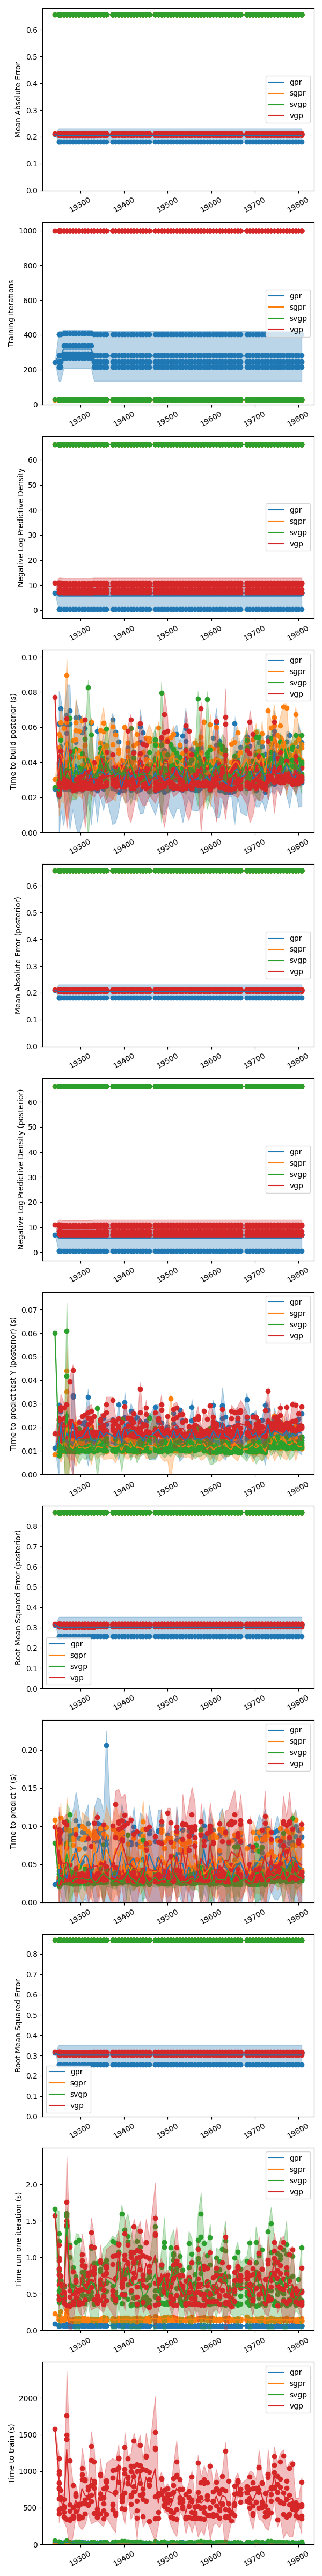 Mean Absolute Error
0.6
0.5
0.4
0.3
0.2
0.1
0.0
gpr
sgpr
svgp
vgp
19300
19400
19500
19600
19700
19800
Training iterations
1000
800
600
400
200
0
gpr
sgpr
svgp
vgp
19300
19400
19500
19600
19700
19800
Negative Log Predictive Density
60
50
40
30
20
10
0
gpr
sgpr
svgp
vgp
19300
19400
19500
19600
19700
19800
Time to build posterior (s)
0.10
0.08
0.06
0.04
0.02
0.00
gpr
sgpr
svgp
vgp
19300
19400
19500
19600
19700
19800
Mean Absolute Error (posterior)
0.6
0.5
0.4
0.3
0.2
0.1
0.0
gpr
sgpr
svgp
vgp
19300
19400
19500
19600
19700
19800
Negative Log Predictive Density (posterior)
60
50
40
30
20
10
0
gpr
sgpr
svgp
vgp
19300
19400
19500
19600
19700
19800
Time to predict test Y (posterior) (s)
0.07
0.06
0.05
0.04
0.03
0.02
0.01
0.00
gpr
sgpr
svgp
vgp
19300
19400
19500
19600
19700
19800
Root Mean Squared Error (posterior)
0.8
0.7
0.6
0.5
0.4
0.3
0.2
0.1
0.0
gpr
sgpr
svgp
vgp
19300
19400
19500
19600
19700
19800
Time to predict Y (s)
0.20
0.15
0.10
0.05
0.00
gpr
sgpr
svgp
vgp
19300
19400
19500
19600
19700
19800
Root Mean Squared Error
0.8
0.7
0.6
0.5
0.4
0.3
0.2
0.1
0.0
gpr
sgpr
svgp
vgp
19300
19400
19500
19600
19700
19800
Time run one iteration (s)
2.0
1.5
1.0
0.5
0.0
gpr
sgpr
svgp
vgp
19300
19400
19500
19600
19700
19800
Time to train (s)
2000
1500
1000
500
0
gpr
sgpr
svgp
vgp
19300
19400
19500
19600
19700
19800